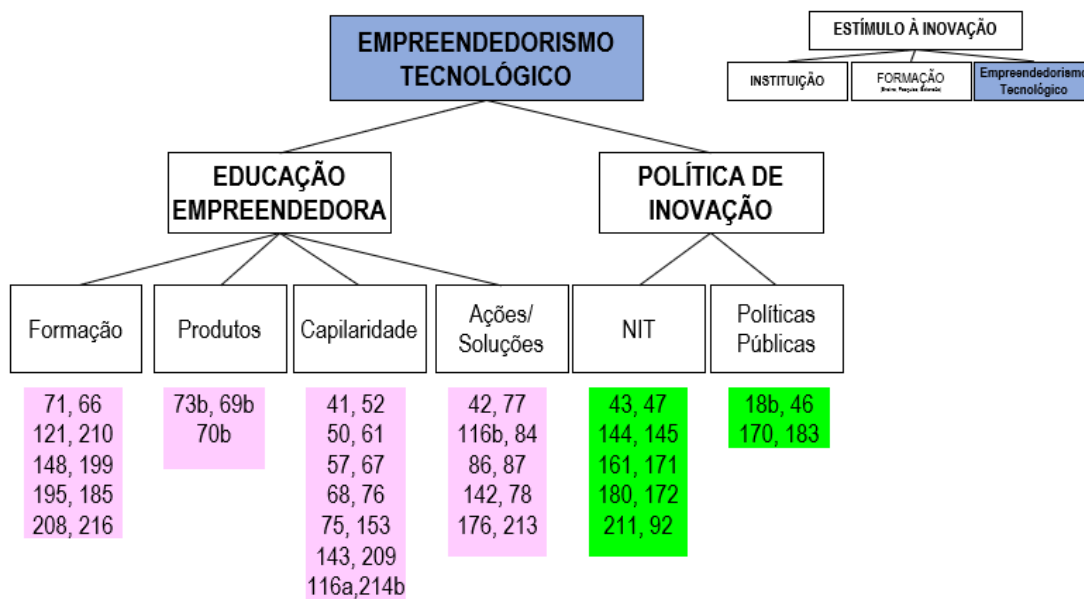 EMPREENDEDORISMO
TECNOLÓGICO
ESTÍMULO À INOVAÇÃO
INSTITUIÇÃO
FORMAÇÃO
(Ensino, Pesquisa, Extensão)
Empreendedorismo
Tecnológico
EDUCAÇÃO
EMPREENDEDORA
POLÍTICA DE
INOVAÇÃO
Formação
Produtos
Capilaridade
Ações/
Soluções
NIT
Políticas
Públicas
71, 66
121, 210
148, 199
195, 185
208, 216
73b, 69b
70b
41, 52
50, 61
57, 67
68, 76
75, 153
143, 209
116a,214b
42, 77
116b, 84
86, 87
142, 78
176, 213
43, 47
144, 145
161, 171
180, 172
211, 92
18b, 46
170, 183